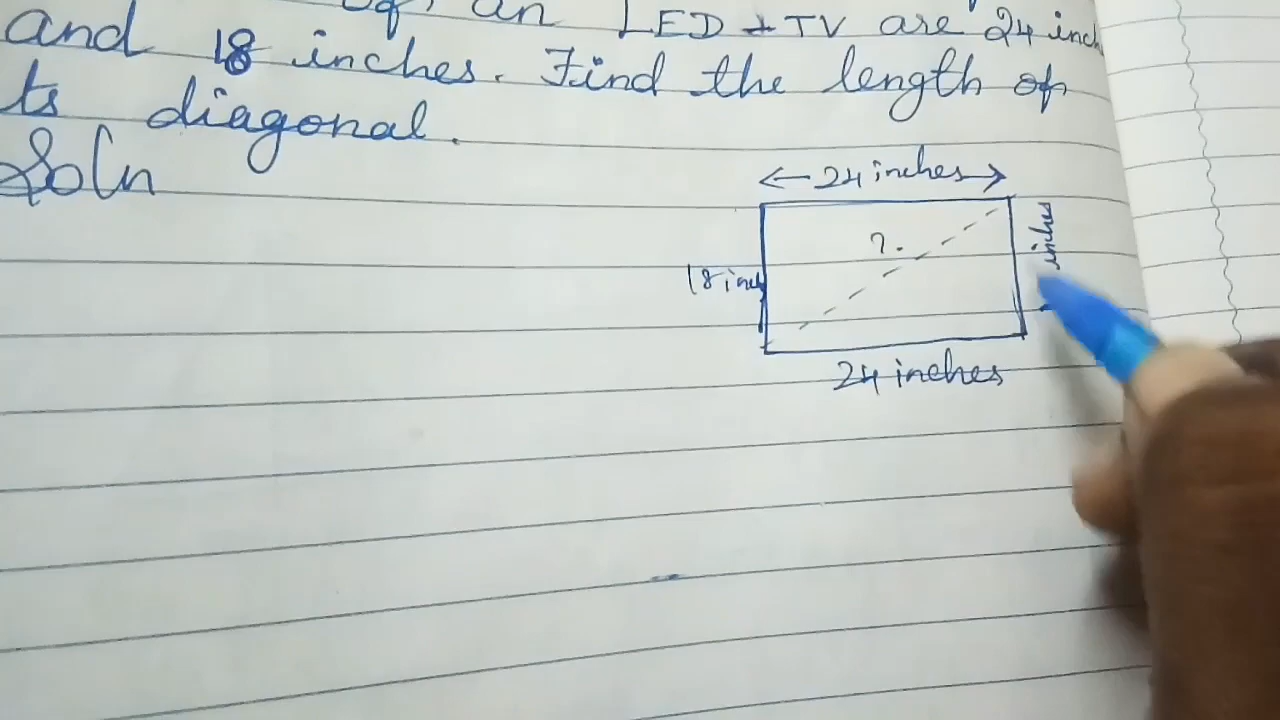 an LED TV are 24 inch
and 18 inches. Find the length of
ts diagonal.
Soln
24 inches
?.
18 inch
inches
24 inches